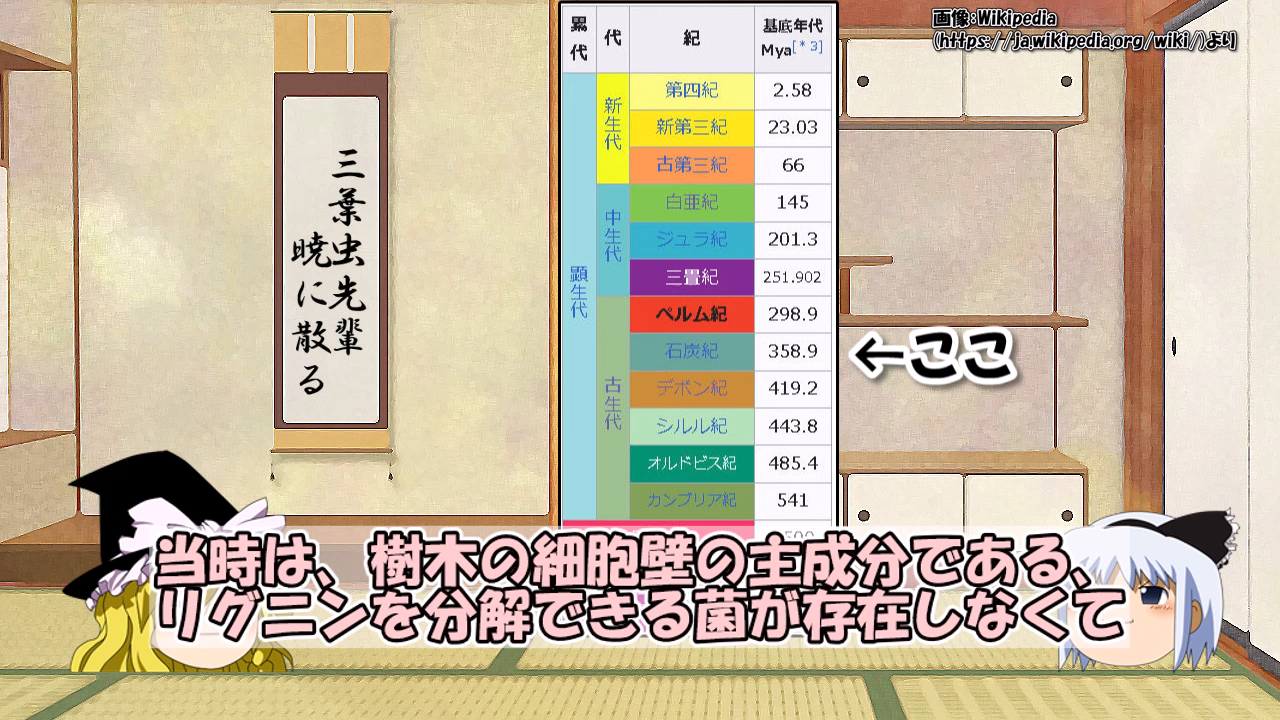 画像:Wikipedia
(https://ja.wikipedia.org/wiki/)より
三葉虫先輩
暁に散る
累代 代 紀 基底年代 Mya[* 3]
顕生代
新生代
第四紀 2.58
新第三紀 23.03
古第三紀 66
中生代
白亜紀 145
ジュラ紀 201.3
三畳紀 251.902
古生代
ペルム紀 298.9
石炭紀 358.9
デボン紀 419.2
シルル紀 443.8
オルドビス紀 485.4
カンブリア紀 541
←ここ
当時は、樹木の細胞壁の主成分である、
リグニンを分解できる菌が存在しなくて